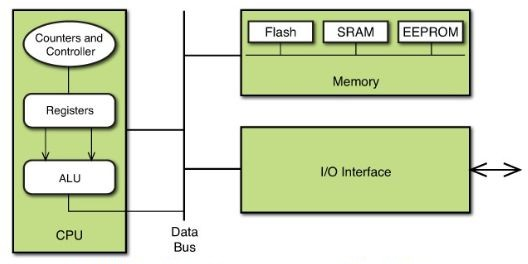 Counters and
Controller
Registers
ALU
CPU
Data
Bus
Flash
SRAM
EEPROM
Memory
I/O Interface